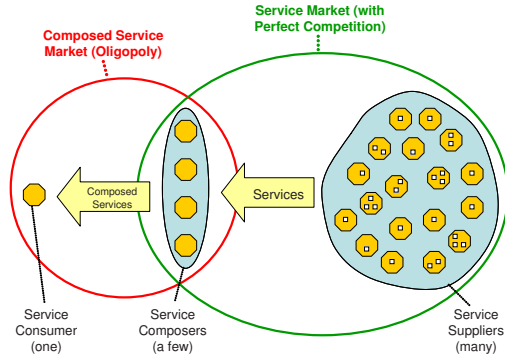 Composed Service
Market (Oligopoly)
Service Market (with
Perfect Competition)
Composed
Services
Services
Service
Consumer
(one)
Service
Composers
(a few)
Service
Suppliers
(many)